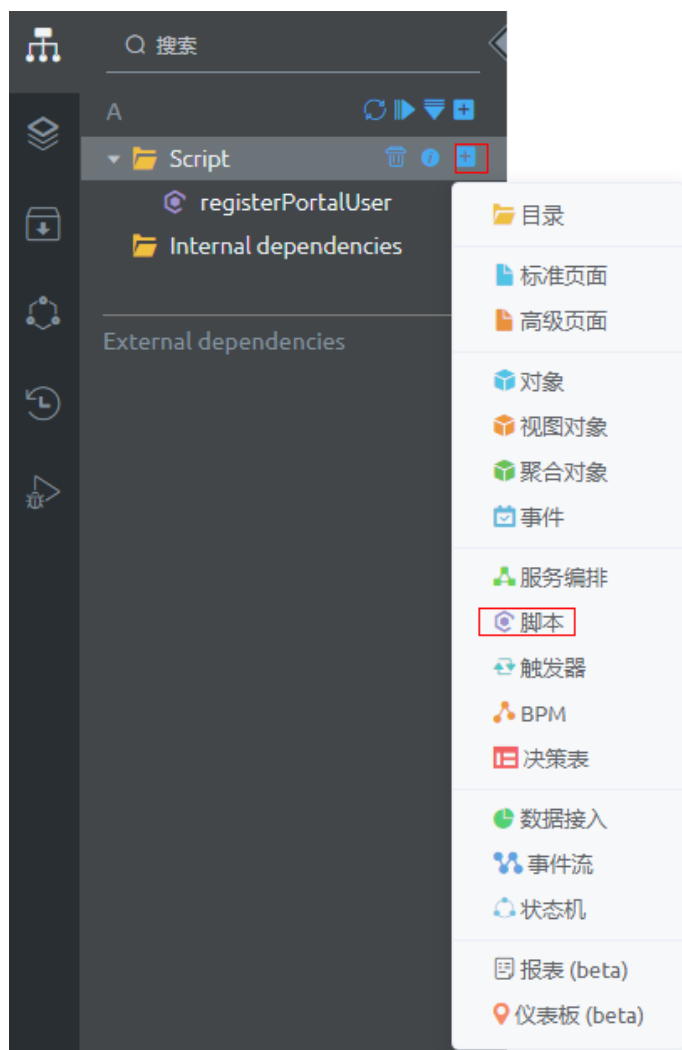 搜索
A
Script
registerPortalUser
Internal dependencies
External dependencies
目录
标准页面
高级页面
对象
视图对象
聚合对象
事件
服务编排
脚本
触发器
BPM
决策表
数据接入
事件流
状态机
报表 (beta)
仪表板 (beta)